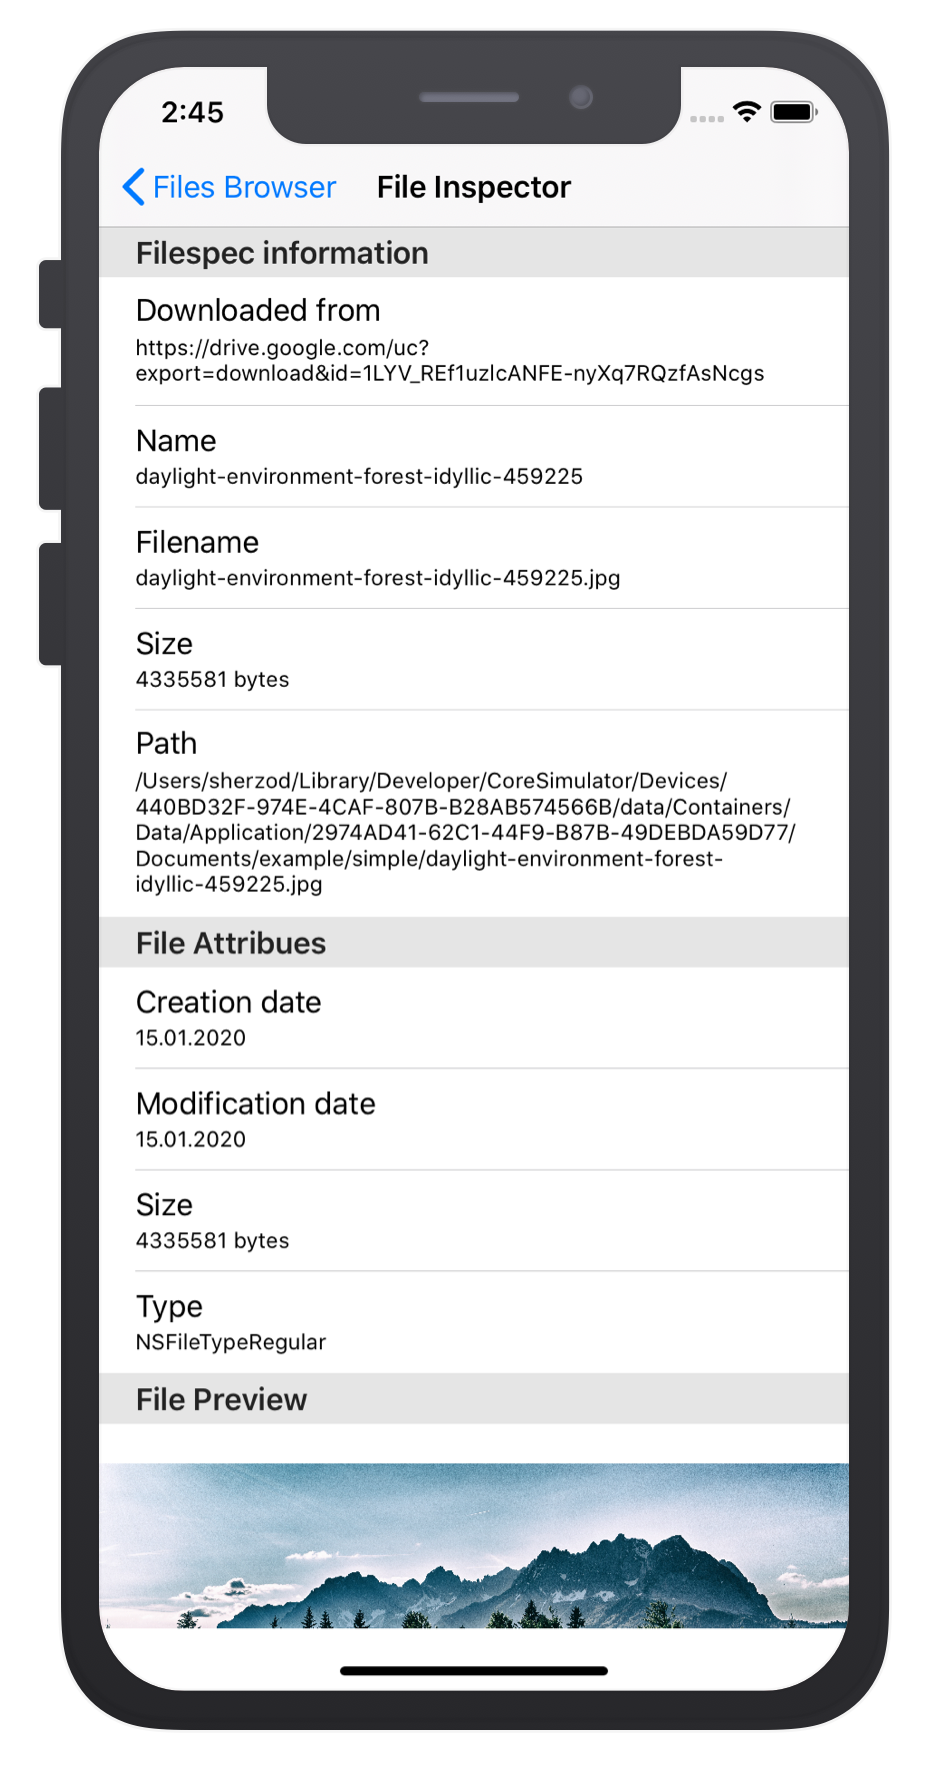 2:45
Files Browser
File Inspector
Filespec information
Downloaded from
https://drive.google.com/uc?
export=download&id=1LYV_REf1uzlcANFE-nyXq7RQzfAsNcgs
Name
daylight-environment-forest-idyllic-459225
Filename
daylight-environment-forest-idyllic-459225.jpg
Size
4335581 bytes
Path
/Users/sherzod/Library/Developer/CoreSimulator/Devices/
440BD32F-974E-4CAF-807B-B28AB574566B/data/Containers/
Data/Application/2974AD41-62C1-44F9-B87B-49DEBDA59D77/
Documents/example/simple/daylight-environment-forest-
idyllic-459225.jpg
File Attribues
Creation date
15.01.2020
Modification date
15.01.2020
Size
4335581 bytes
Type
NSFileTypeRegular
File Preview